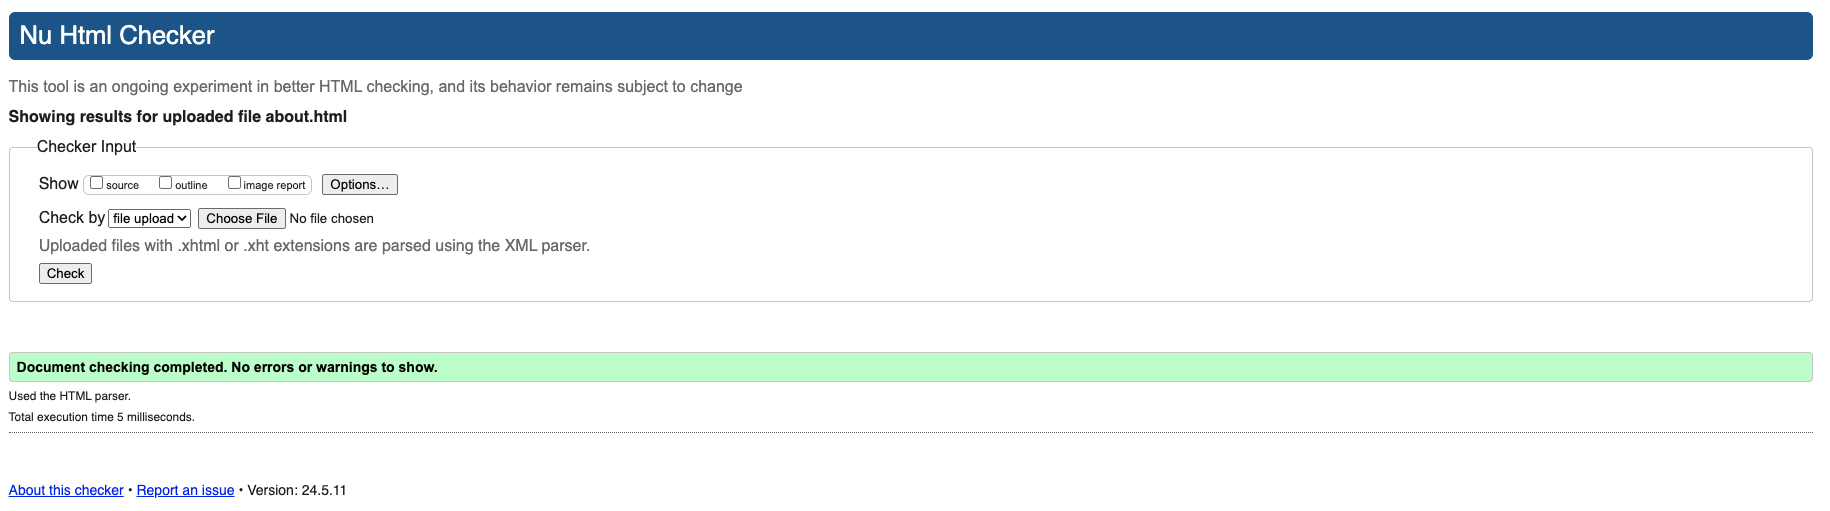 Nu Html Checker
This tool is an ongoing experiment in better HTML checking, and its behavior remains subject to change
Showing results for uploaded file about.html
Checker Input
Show source outline image report Options...
Check by file upload Choose File No file chosen
Uploaded files with .xhtml or .xht extensions are parsed using the XML parser.
Check
Document checking completed. No errors or warnings to show.
Used the HTML parser.
Total execution time 5 milliseconds.
About this checker • Report an issue • Version: 24.5.11